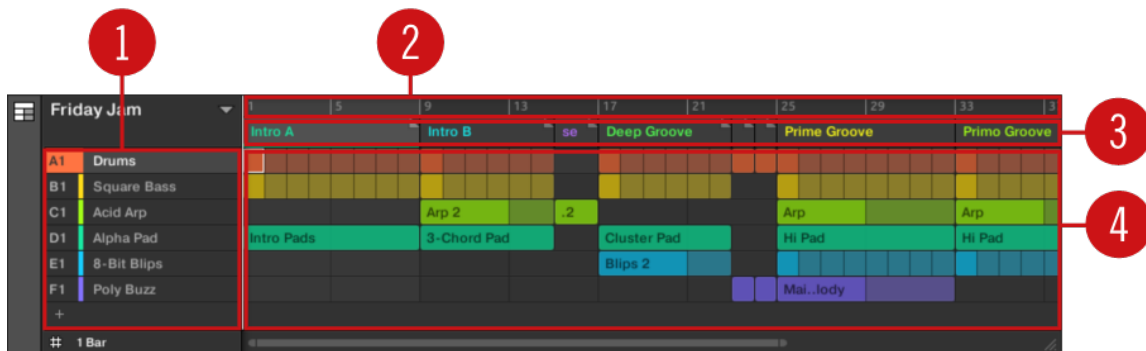 1 2
Friday Jam 1 5 9 13 17 21 25 29 33 3
Intro A Intro B se Deep Groove Prime Groove Primo Groove 3
A1 Drums
B1 Square Bass
C1 Acid Arp Arp 2 .2 Arp Arp
D1 Alpha Pad Intro Pads 3-Chord Pad Cluster Pad Hi Pad Hi Pad 4
E1 8-Bit Blips Blips 2
F1 Poly Buzz Mai..lody
+
# 1 Bar